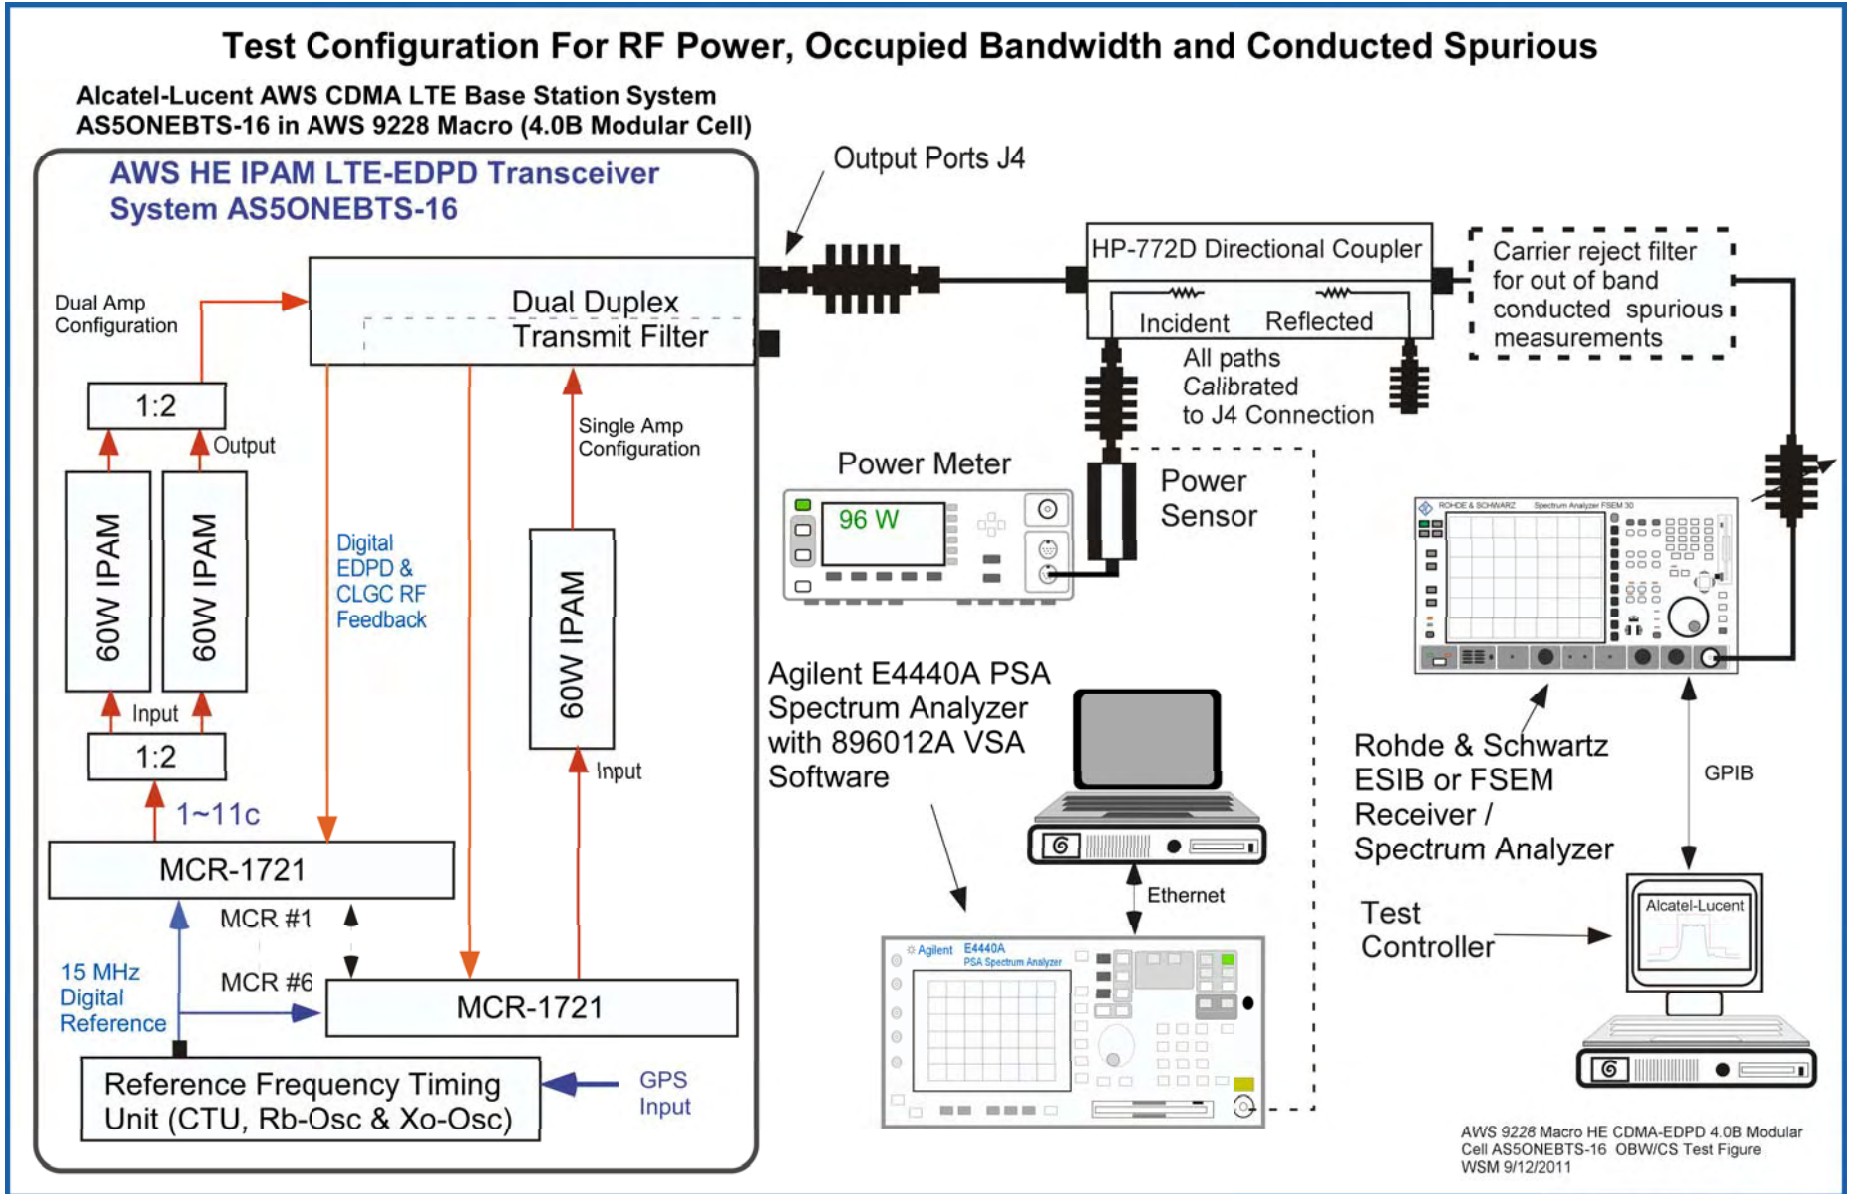 Test Configuration For RF Power, Occupied Bandwidth and Conducted Spurious
Alcatel-Lucent AWS CDMA LTE Base Station System
AS5ONEBTS-16 in AWS 9228 Macro (4.0B Modular Cell)
AWS HE IPAM LTE-EDPD Transceiver
System AS5ONEBTS-16
Output Ports J4
Dual Amp
Configuration
Dual Duplex
Transmit Filter
HP-772D Directional Coupler
Incident
Reflected
Carrier reject filter
for out of band
conducted spurious
measurements
All paths
Calibrated
to J4 Connection
1:2
Output
60W IPAM
60W IPAM
Input
1:2
1~11c
Single Amp
Configuration
60W IPAM
Input
Digital
EDPD &
CLGC RF
Feedback
Power Meter
96 W
Power
Sensor
ROHDE & SCHWARZ
Spectrum Analyzer FSEM 30
Agilent E4440A PSA
Spectrum Analyzer
with 896012A VSA
Software
Rohde & Schwartz
ESIB or FSEM
Receiver /
Spectrum Analyzer
GPIB
Ethernet
MCR-1721
MCR #1
MCR #6
MCR-1721
15 MHz
Digital
Reference
Reference Frequency Timing
Unit (CTU, Rb-Osc & Xo-Osc)
GPS
Input
Agilent
E4440A
PSA Spectrum Analyzer
Test
Controller
Alcatel-Lucent
AWS 9228 Macro HE CDMA-EDPD 4.0B Modular
Cell AS5ONEBTS-16 OBW/CS Test Figure
WSM 9/12/2011